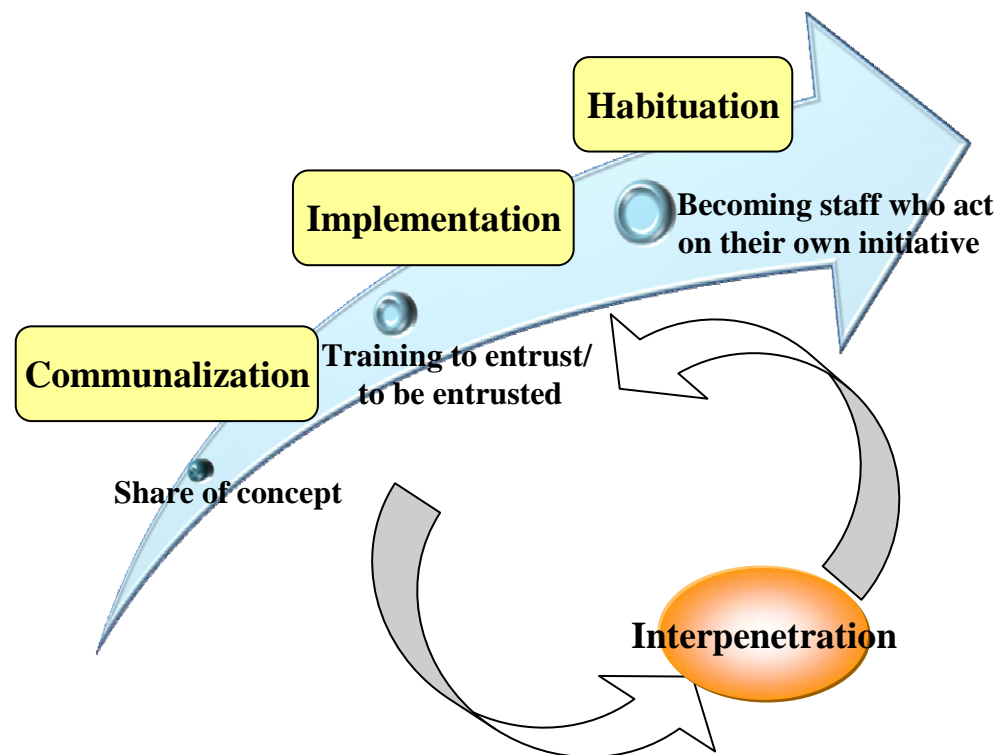 Habituation
Becoming staff who act
on their own initiative
Implementation
Training to entrust/
to be entrusted
Communalization
Share of concept
Interpenetration